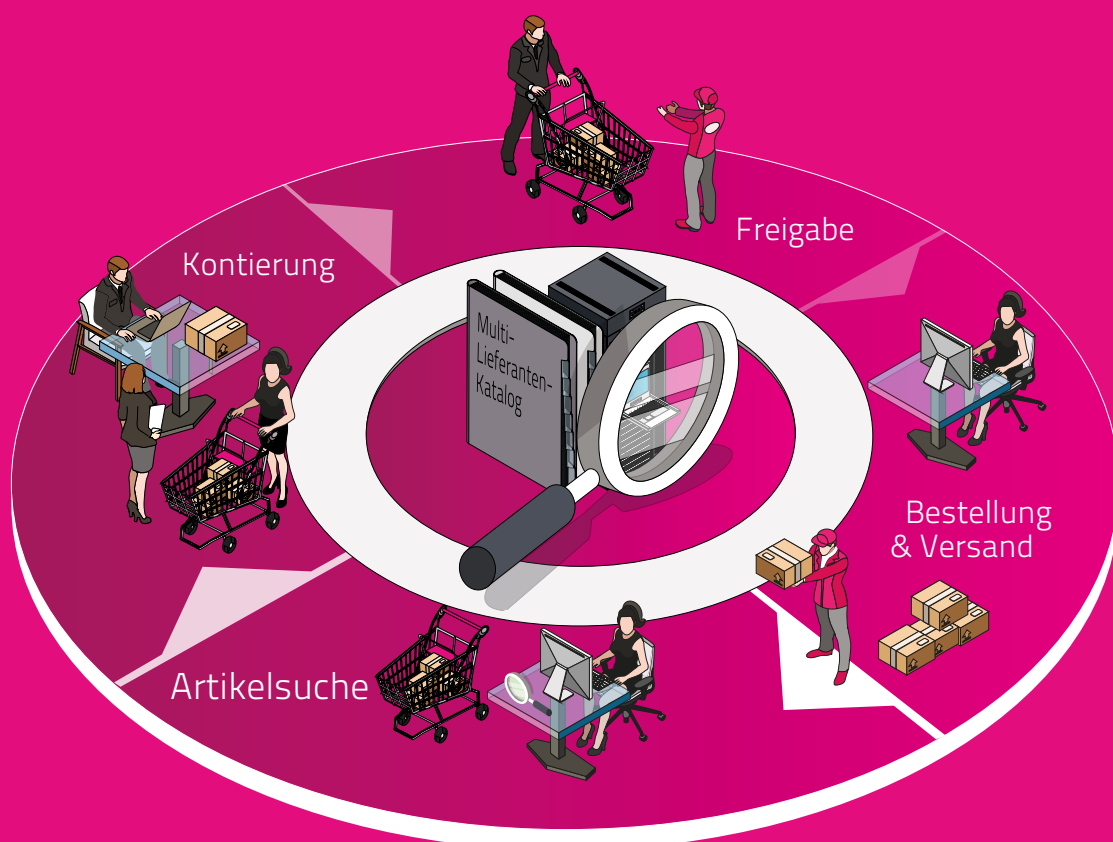 Freigabe
Kontierung
Multi-
Lieferanten-
Katalog
Bestellung
& Versand
Artikelsuche